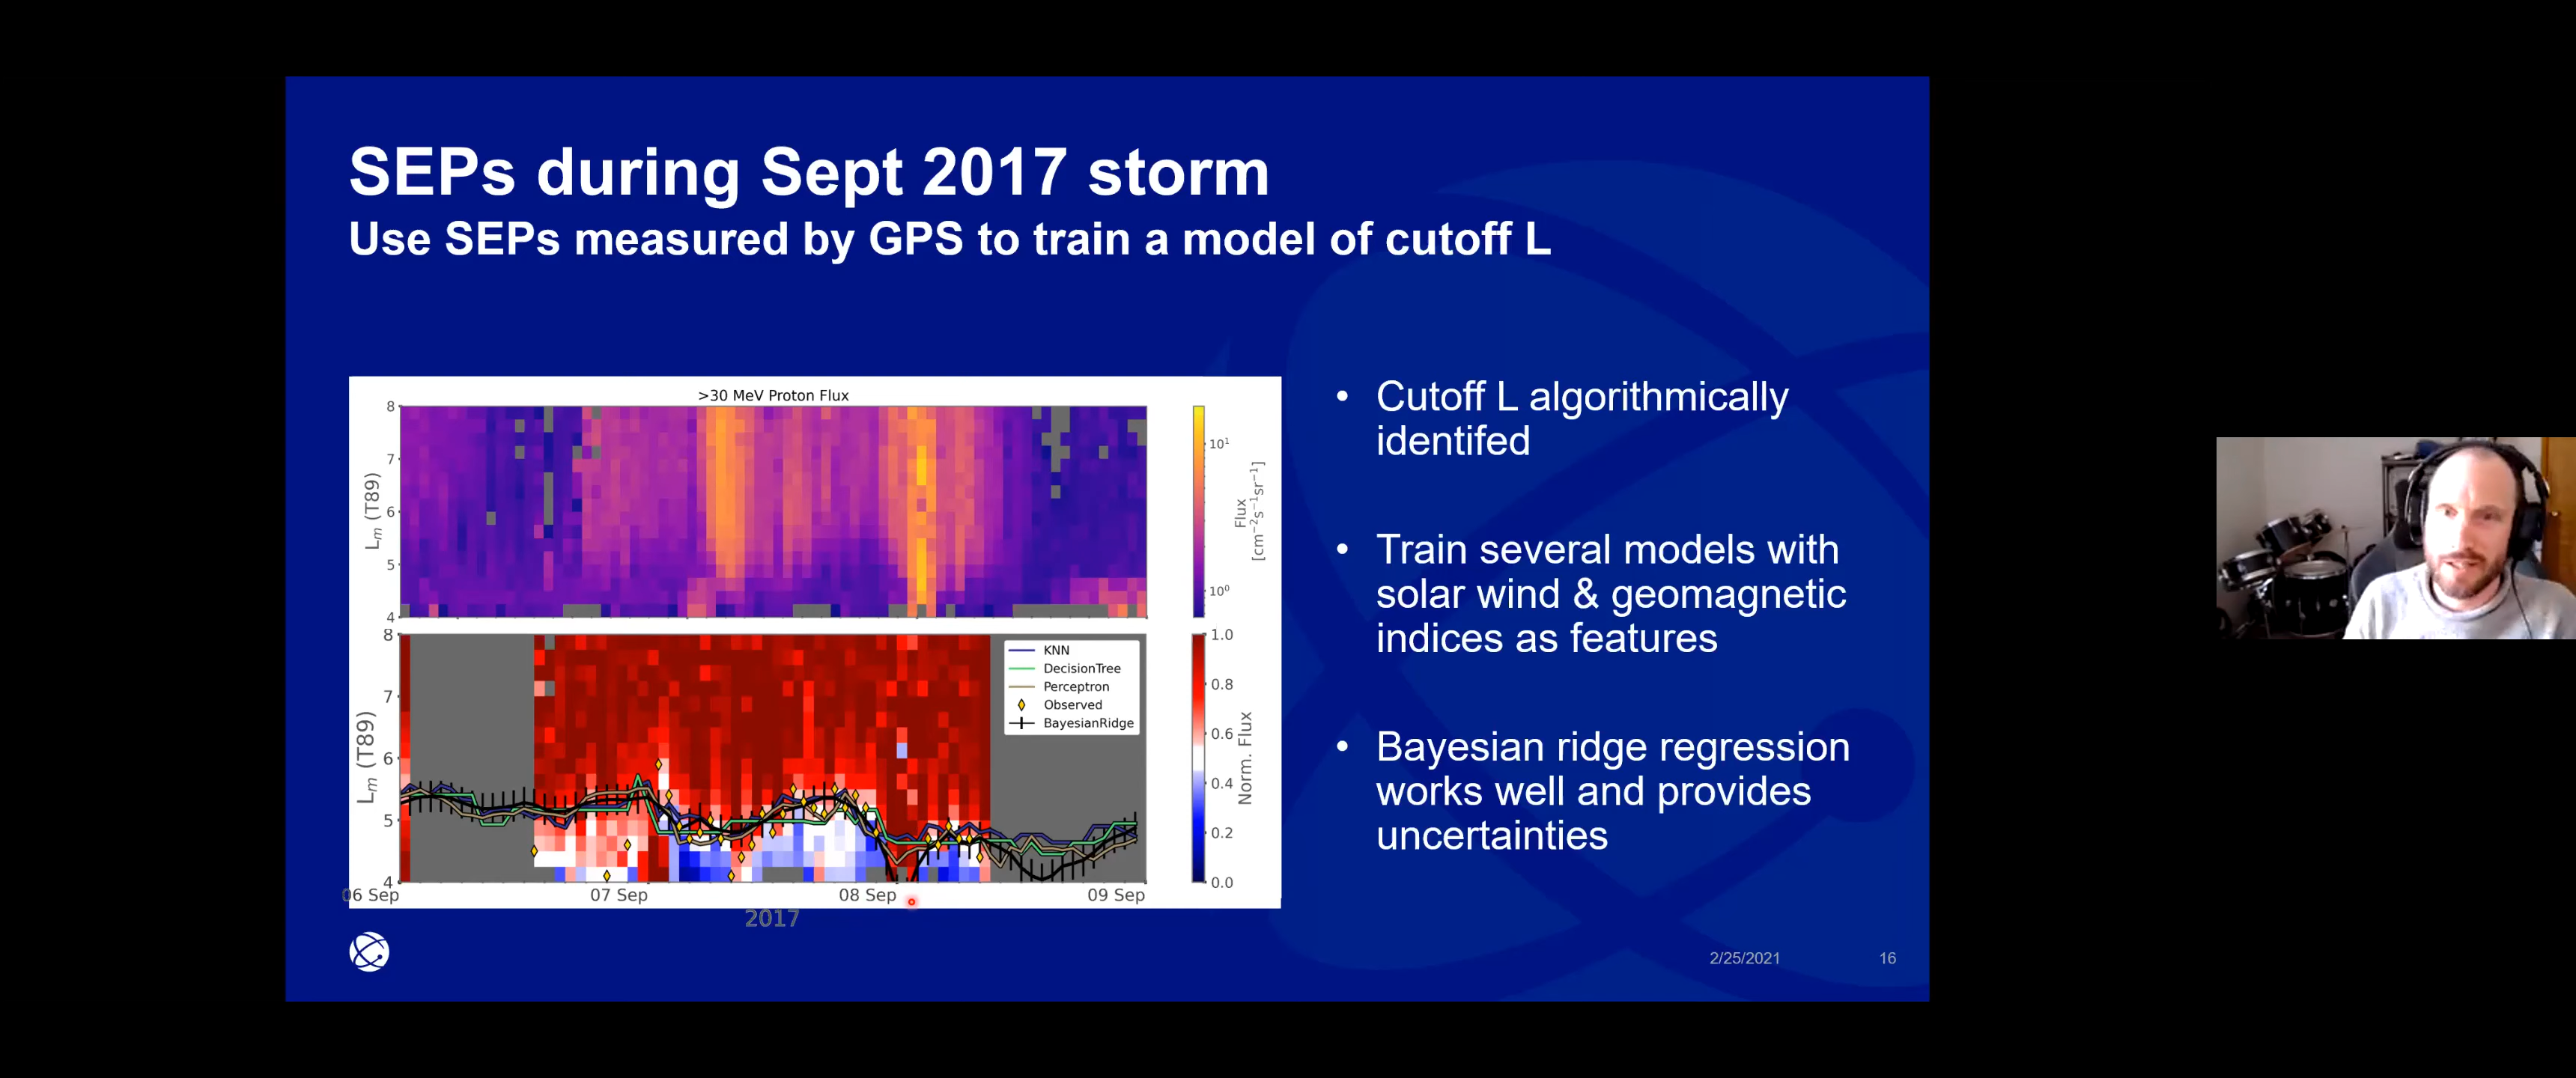 SEPs during Sept 2017 storm
Use SEPs measured by GPS to train a model of cutoff L
>30 MeV Proton Flux
8
7
6
5
4
Lₘ (T89)
10¹
10⁰
Flux
[cm⁻²s⁻¹sr⁻¹]
8
7
6
5
4
Lₘ (T89)
KNN
DecisionTree
Perceptron
Observed
BayesianRidge
1.0
0.8
0.6
0.4
0.2
0.0
Norm. Flux
06 Sep
07 Sep
08 Sep
09 Sep
2017
• Cutoff L algorithmically
identifed
• Train several models with
solar wind & geomagnetic
indices as features
• Bayesian ridge regression
works well and provides
uncertainties
2/25/2021
16